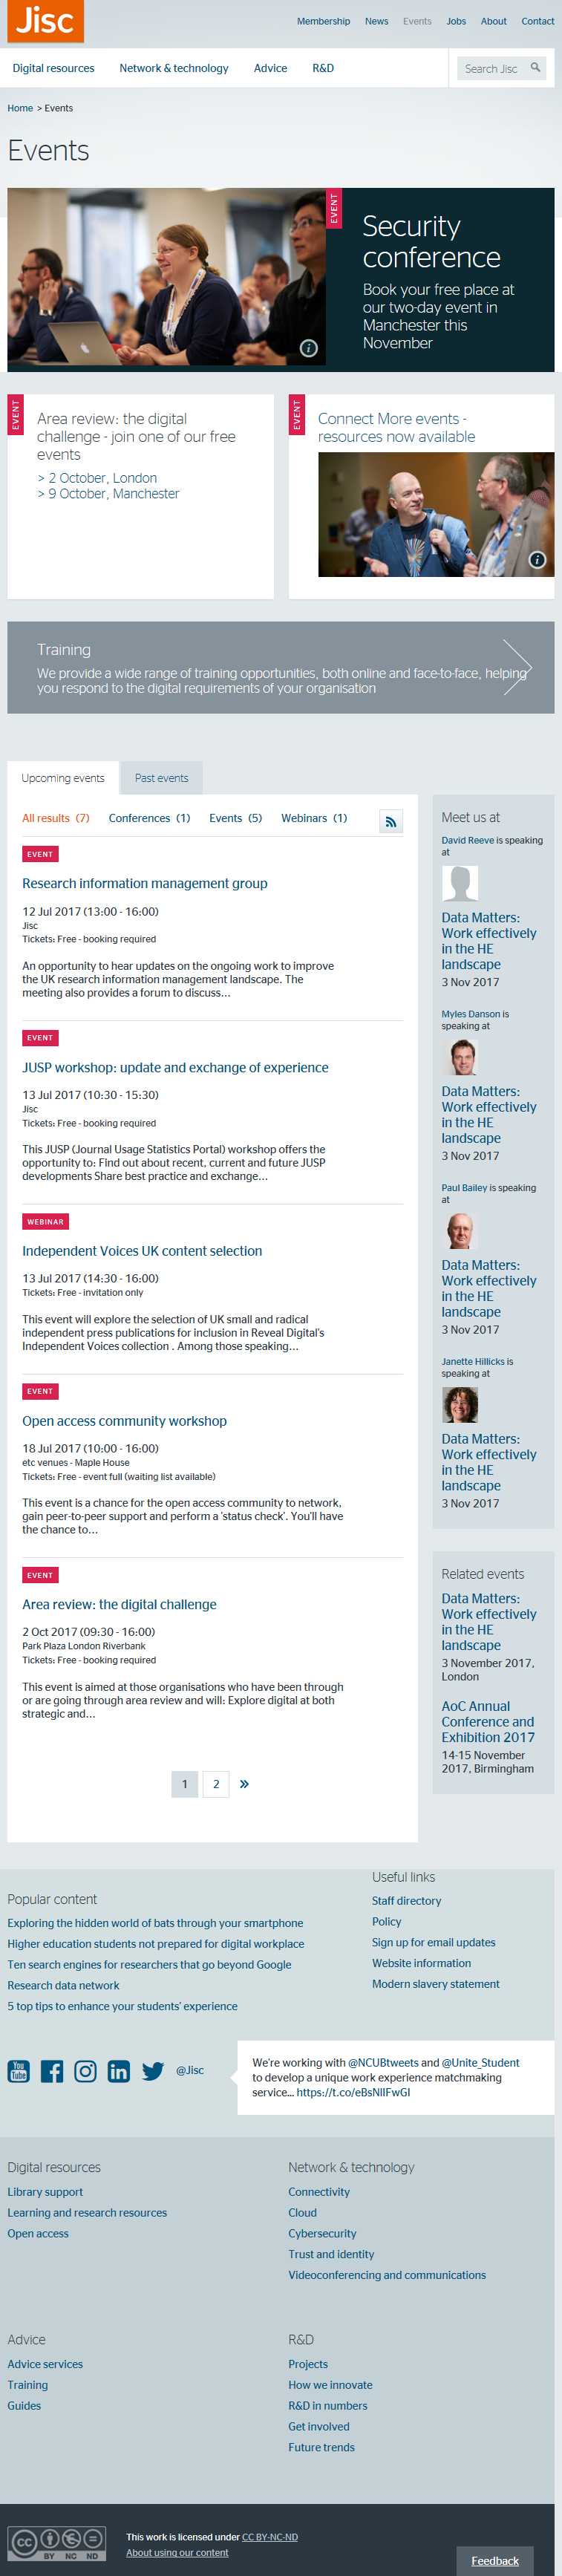 Jisc
Membership
News
Events
Jobs
About
Contact
Digital resources
Network & technology
Advice
R&D
Search Jisc
Home > Events
Events
EVENT
Security
conference
Book your free place at
our two-day event in
Manchester this
November
EVENT
Area review: the digital
challenge - join one of our free
events
> 2 October, London
> 9 October, Manchester
EVENT
Connect More events -
resources now available
Training
We provide a wide range of training opportunities, both online and face-to-face, helping
you respond to the digital requirements of your organisation
Upcoming events
Past events
All results (7)
Conferences (1)
Events (5)
Webinars (1)
EVENT
Research information management group
12 Jul 2017 (13:00 - 16:00)
Jisc
Tickets: Free - booking required
An opportunity to hear updates on the ongoing work to improve
the UK research information management landscape. The
meeting also provides a forum to discuss...
EVENT
JUSP workshop: update and exchange of experience
13 Jul 2017 (10:30 - 15:30)
Jisc
Tickets: Free - booking required
This JUSP (Journal Usage Statistics Portal) workshop offers the
opportunity to: Find out about recent, current and future JUSP
developments Share best practice and exchange...
WEBINAR
Independent Voices UK content selection
13 Jul 2017 (14:30 - 16:00)
Tickets: Free - invitation only
This event will explore the selection of UK small and radical
independent press publications for inclusion in Reveal Digital's
Independent Voices collection . Among those speaking...
EVENT
Open access community workshop
18 Jul 2017 (10:00 - 16:00)
etc venues - Maple House
Tickets: Free - event full (waiting list available)
This event is a chance for the open access community to network,
gain peer-to-peer support and perform a 'status check'. You'll have
the chance to...
EVENT
Area review: the digital challenge
2 Oct 2017 (09:30 - 16:00)
Park Plaza London Riverbank
Tickets: Free - booking required
This event is aimed at those organisations who have been through
or are going through area review and will: Explore digital at both
strategic and...
1
2
»
Meet us at
David Reeve is speaking
at
Data Matters:
Work effectively
in the HE
landscape
3 Nov 2017
Myles Danson is
speaking at
Data Matters:
Work effectively
in the HE
landscape
3 Nov 2017
Paul Bailey is speaking
at
Data Matters:
Work effectively
in the HE
landscape
3 Nov 2017
Janette Hillicks is
speaking at
Data Matters:
Work effectively
in the HE
landscape
3 Nov 2017
Related events
Data Matters:
Work effectively
in the HE
landscape
3 November 2017,
London
AoC Annual
Conference and
Exhibition 2017
14-15 November
2017, Birmingham
Popular content
Exploring the hidden world of bats through your smartphone
Higher education students not prepared for digital workplace
Ten search engines for researchers that go beyond Google
Research data network
5 top tips to enhance your students' experience
Useful links
Staff directory
Policy
Sign up for email updates
Website information
Modern slavery statement
You
Tube
@Jisc
We're working with @NCUBtweets and @Unite_Student
to develop a unique work experience matchmaking
service... https://t.co/eBsNlIFwGI
Digital resources
Library support
Learning and research resources
Open access
Network & technology
Connectivity
Cloud
Cybersecurity
Trust and identity
Videoconferencing and communications
Advice
Advice services
Training
Guides
R&D
Projects
How we innovate
R&D in numbers
Get involved
Future trends
cc
BY NC ND
This work is licensed under CC BY-NC-ND
About using our content
Feedback